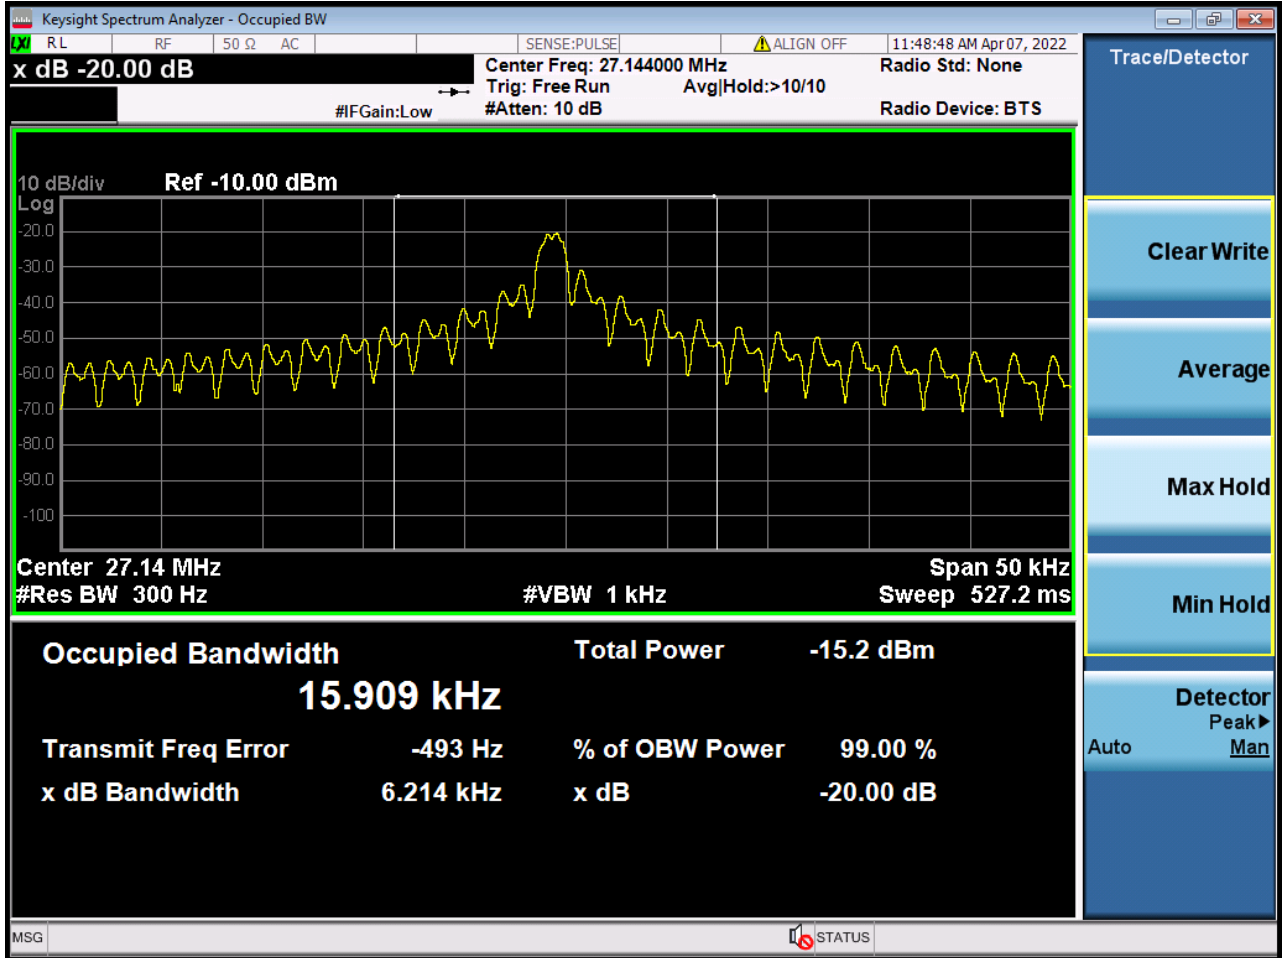 Keysight Spectrum Analyzer - Occupied BW
LXI RL RF 50 Ω AC SENSE:PULSE ALIGN OFF 11:48:48 AM Apr 07, 2022
x dB -20.00 dB
Center Freq: 27.144000 MHz Radio Std: None
Trig: Free Run Avg|Hold:>10/10
#IFGain:Low #Atten: 10 dB Radio Device: BTS
10 dB/div Ref -10.00 dBm
Log
-20.0
-30.0
-40.0
-50.0
-60.0
-70.0
-80.0
-90.0
-100
Center 27.14 MHz Span 50 kHz
#Res BW 300 Hz #VBW 1 kHz Sweep 527.2 ms
Occupied Bandwidth Total Power -15.2 dBm
15.909 kHz
Transmit Freq Error -493 Hz % of OBW Power 99.00 %
x dB Bandwidth 6.214 kHz x dB -20.00 dB
Trace/Detector
Clear Write
Average
Max Hold
Min Hold
Detector
Peak
Auto Man
MSG STATUS